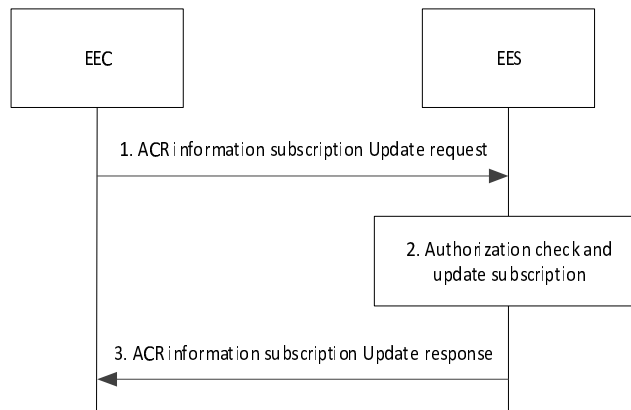 EEC
EES
1. ACR information subscription Update request
2. Authorization check and
update subscription
3. ACR information subscription Update response